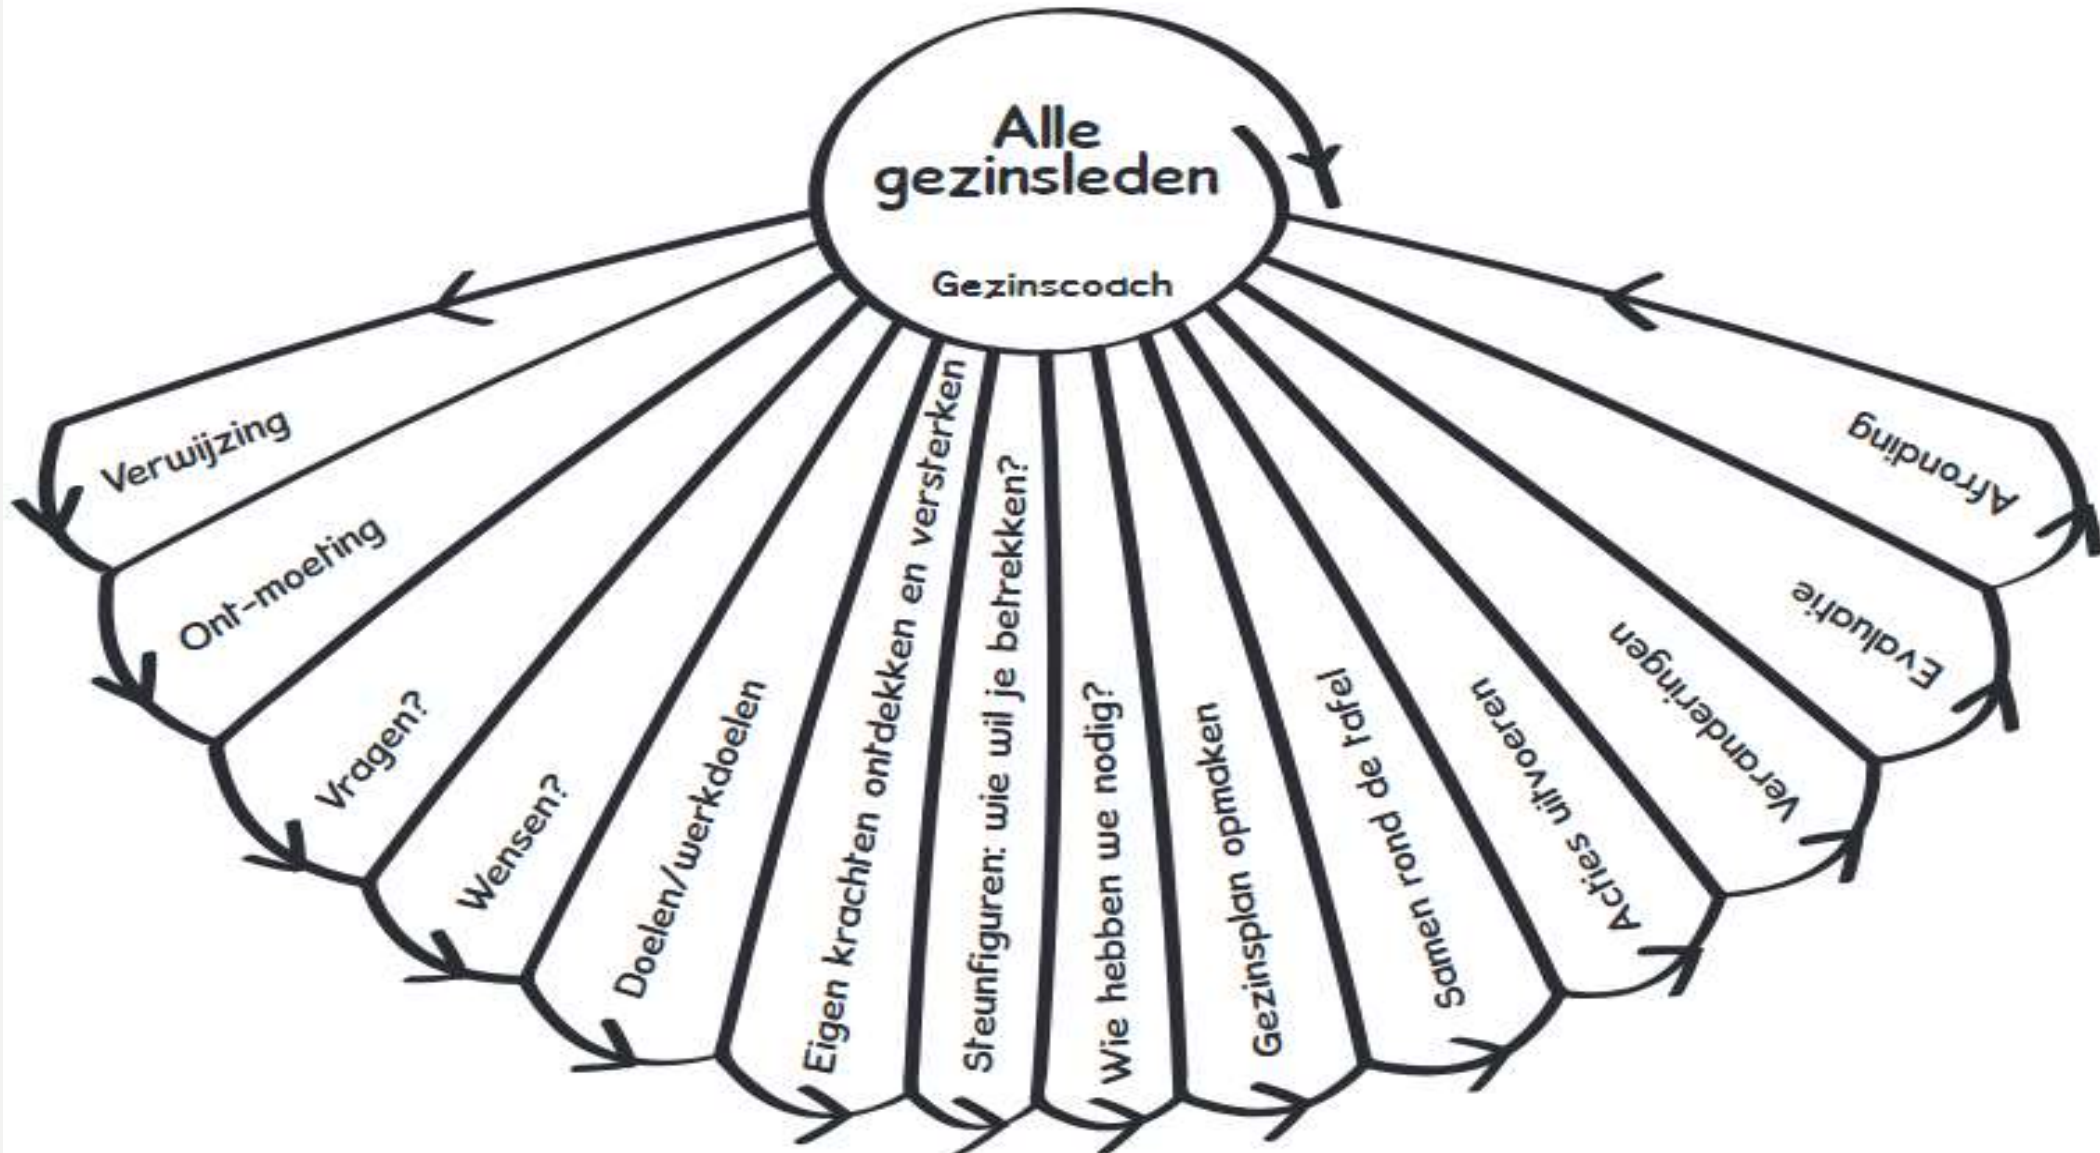 Alle
gezinsleden
Gezinscoach
Verwijzing
Ont-moeting
Vragen?
Wensen?
Doelen/werkdoelen
Eigen krachten ontdekken en versterken
Steunfiguren: wie wil je betrekken?
Wie hebben we nodig?
Gezinsplan opmaken
Samen rond de tafel
Acties uitvoeren
Veranderingen
Evaluatie
Afronding